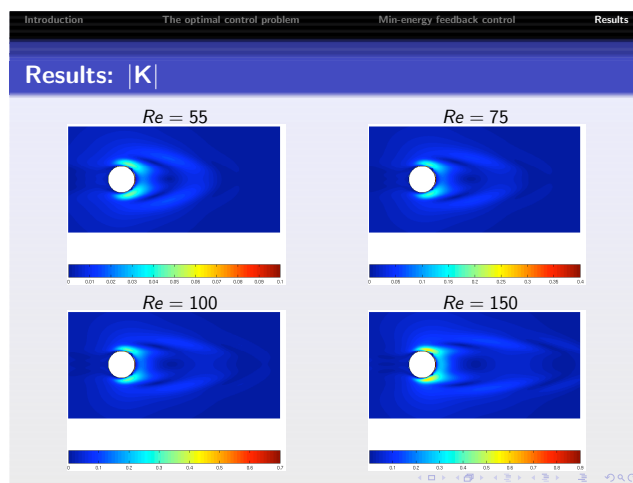 Introduction The optimal control problem Min-energy feedback control Results
Results: |K|
Re = 55
Re = 75
0 0.01 0.02 0.03 0.04 0.05 0.06 0.07 0.08 0.09 0.1
0 0.05 0.1 0.15 0.2 0.25 0.3 0.35 0.4
Re = 100
Re = 150
0 0.1 0.2 0.3 0.4 0.5 0.6 0.7
0.1 0.2 0.3 0.4 0.5 0.6 0.7 0.8 0.9